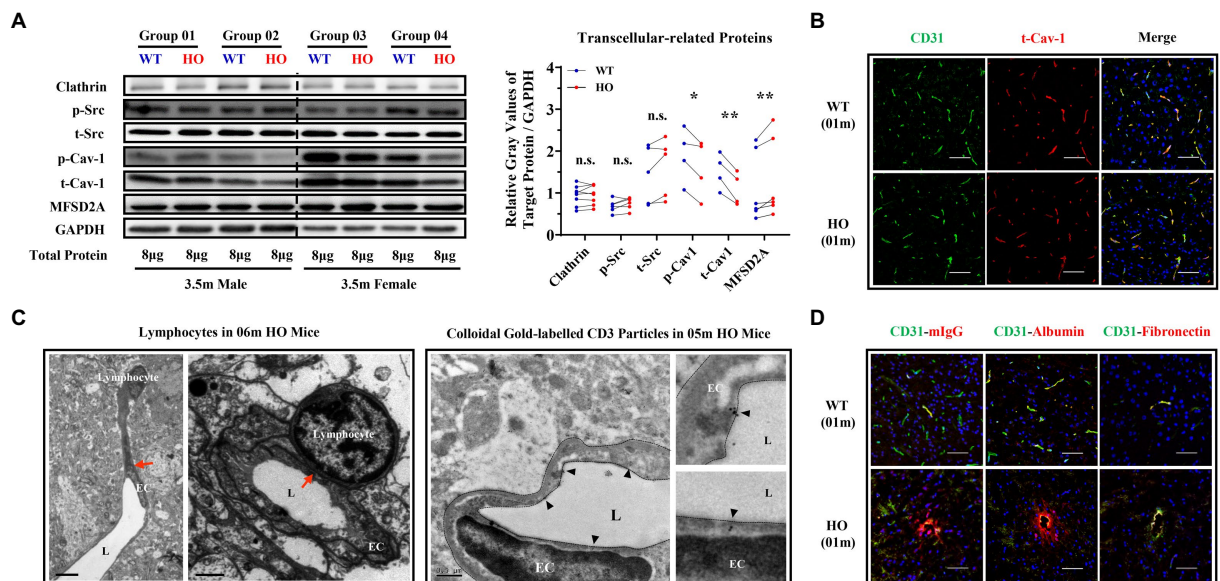 A
Group 01 Group 02 Group 03 Group 04
WT HO WT HO WT HO WT HO
Clathrin
p-Src
t-Src
p-Cav-1
t-Cav-1
MFSD2A
GAPDH
Total Protein 8μg 8μg 8μg 8μg 8μg 8μg 8μg 8μg
3.5m Male 3.5m Female
Transcellular-related Proteins
Relative Gray Values of
Target Protein / GAPDH
5
4
3
2
1
0
WT
HO
n.s. n.s. n.s. * ** **
Clathrin p-Src t-Src p-Cav1 t-Cav1 MFSD2A
B
CD31 t-Cav-1 Merge
WT
(01m)
HO
(01m)
C
Lymphocytes in 06m HO Mice
Lymphocyte
EC
L
Lymphocyte
L
EC
Colloidal Gold-labelled CD3 Particles in 05m HO Mice
L
EC
0.5 μm
EC
L
L
EC
D
CD31-mIgG CD31-Albumin CD31-Fibronectin
WT
(01m)
HO
(01m)